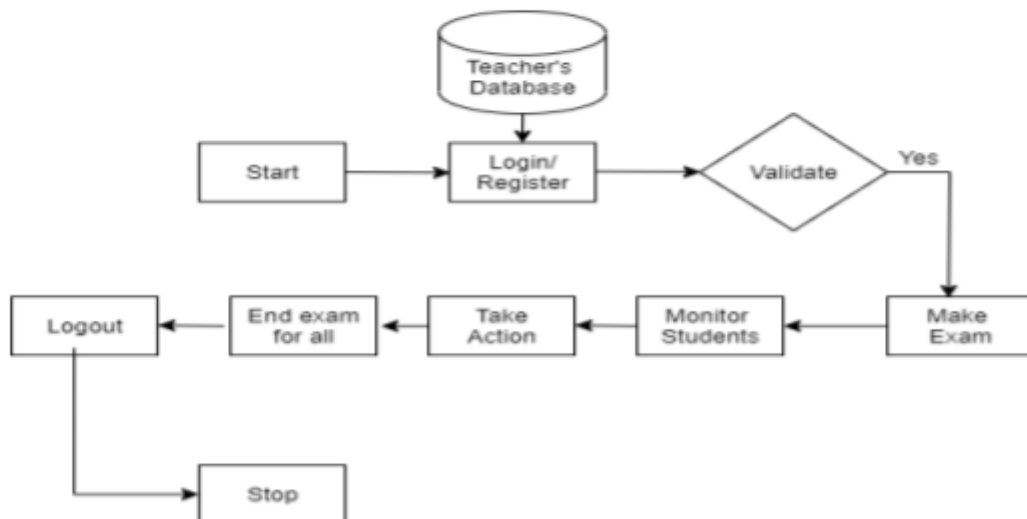 Teacher's
Database
Start
Login/
Register
Validate
Yes
Logout
End exam
for all
Take
Action
Monitor
Students
Make
Exam
Stop